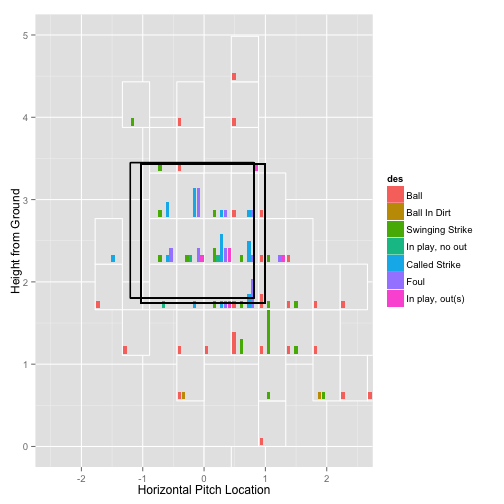 5
4
3
2
1
0
Height from Ground
-2
-1
0
1
2
Horizontal Pitch Location
des
Ball
Ball In Dirt
Swinging Strike
In play, no out
Called Strike
Foul
In play, out(s)